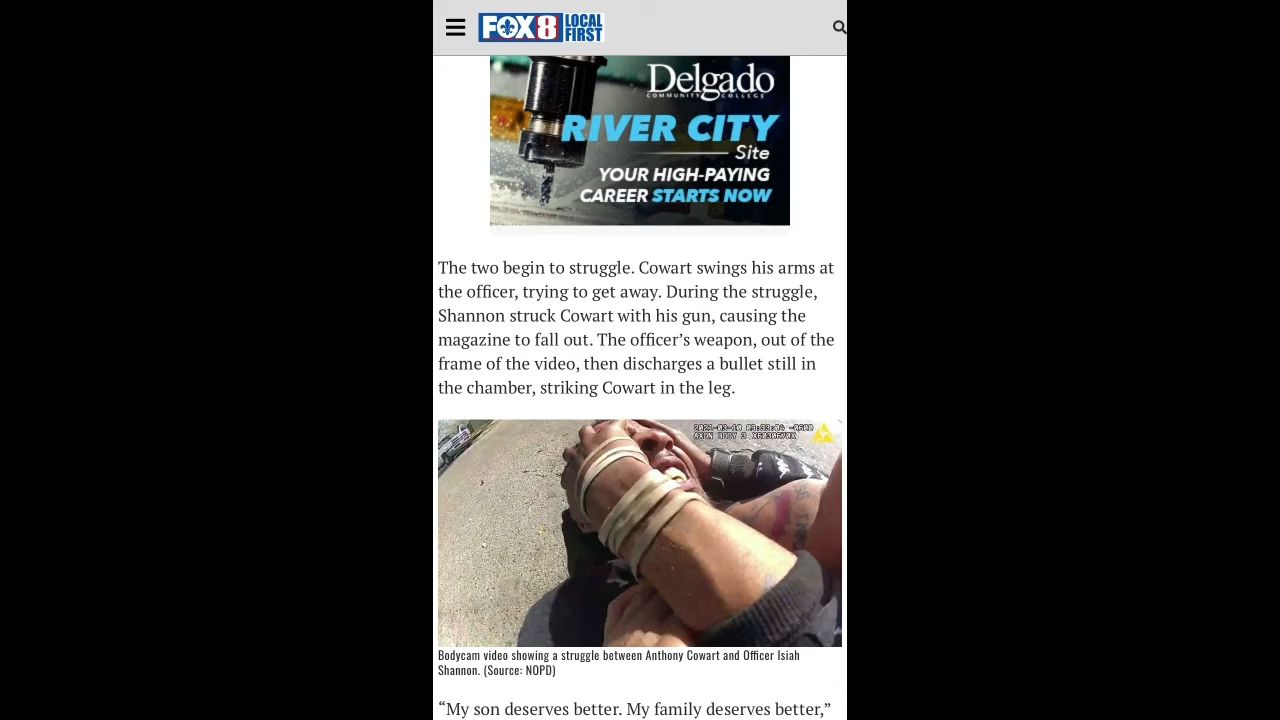 FOX 8 LOCAL FIRST
Delgado
COMMUNITY COLLEGE
RIVER CITY
Site
YOUR HIGH-PAYING
CAREER STARTS NOW
The two begin to struggle. Cowart swings his arms at
the officer, trying to get away. During the struggle,
Shannon struck Cowart with his gun, causing the
magazine to fall out. The officer’s weapon, out of the
frame of the video, then discharges a bullet still in
the chamber, striking Cowart in the leg.
AXON BODY 3
Bodycam video showing a struggle between Anthony Cowart and Officer Isiah
Shannon. (Source: NOPD)
“My son deserves better. My family deserves better,”